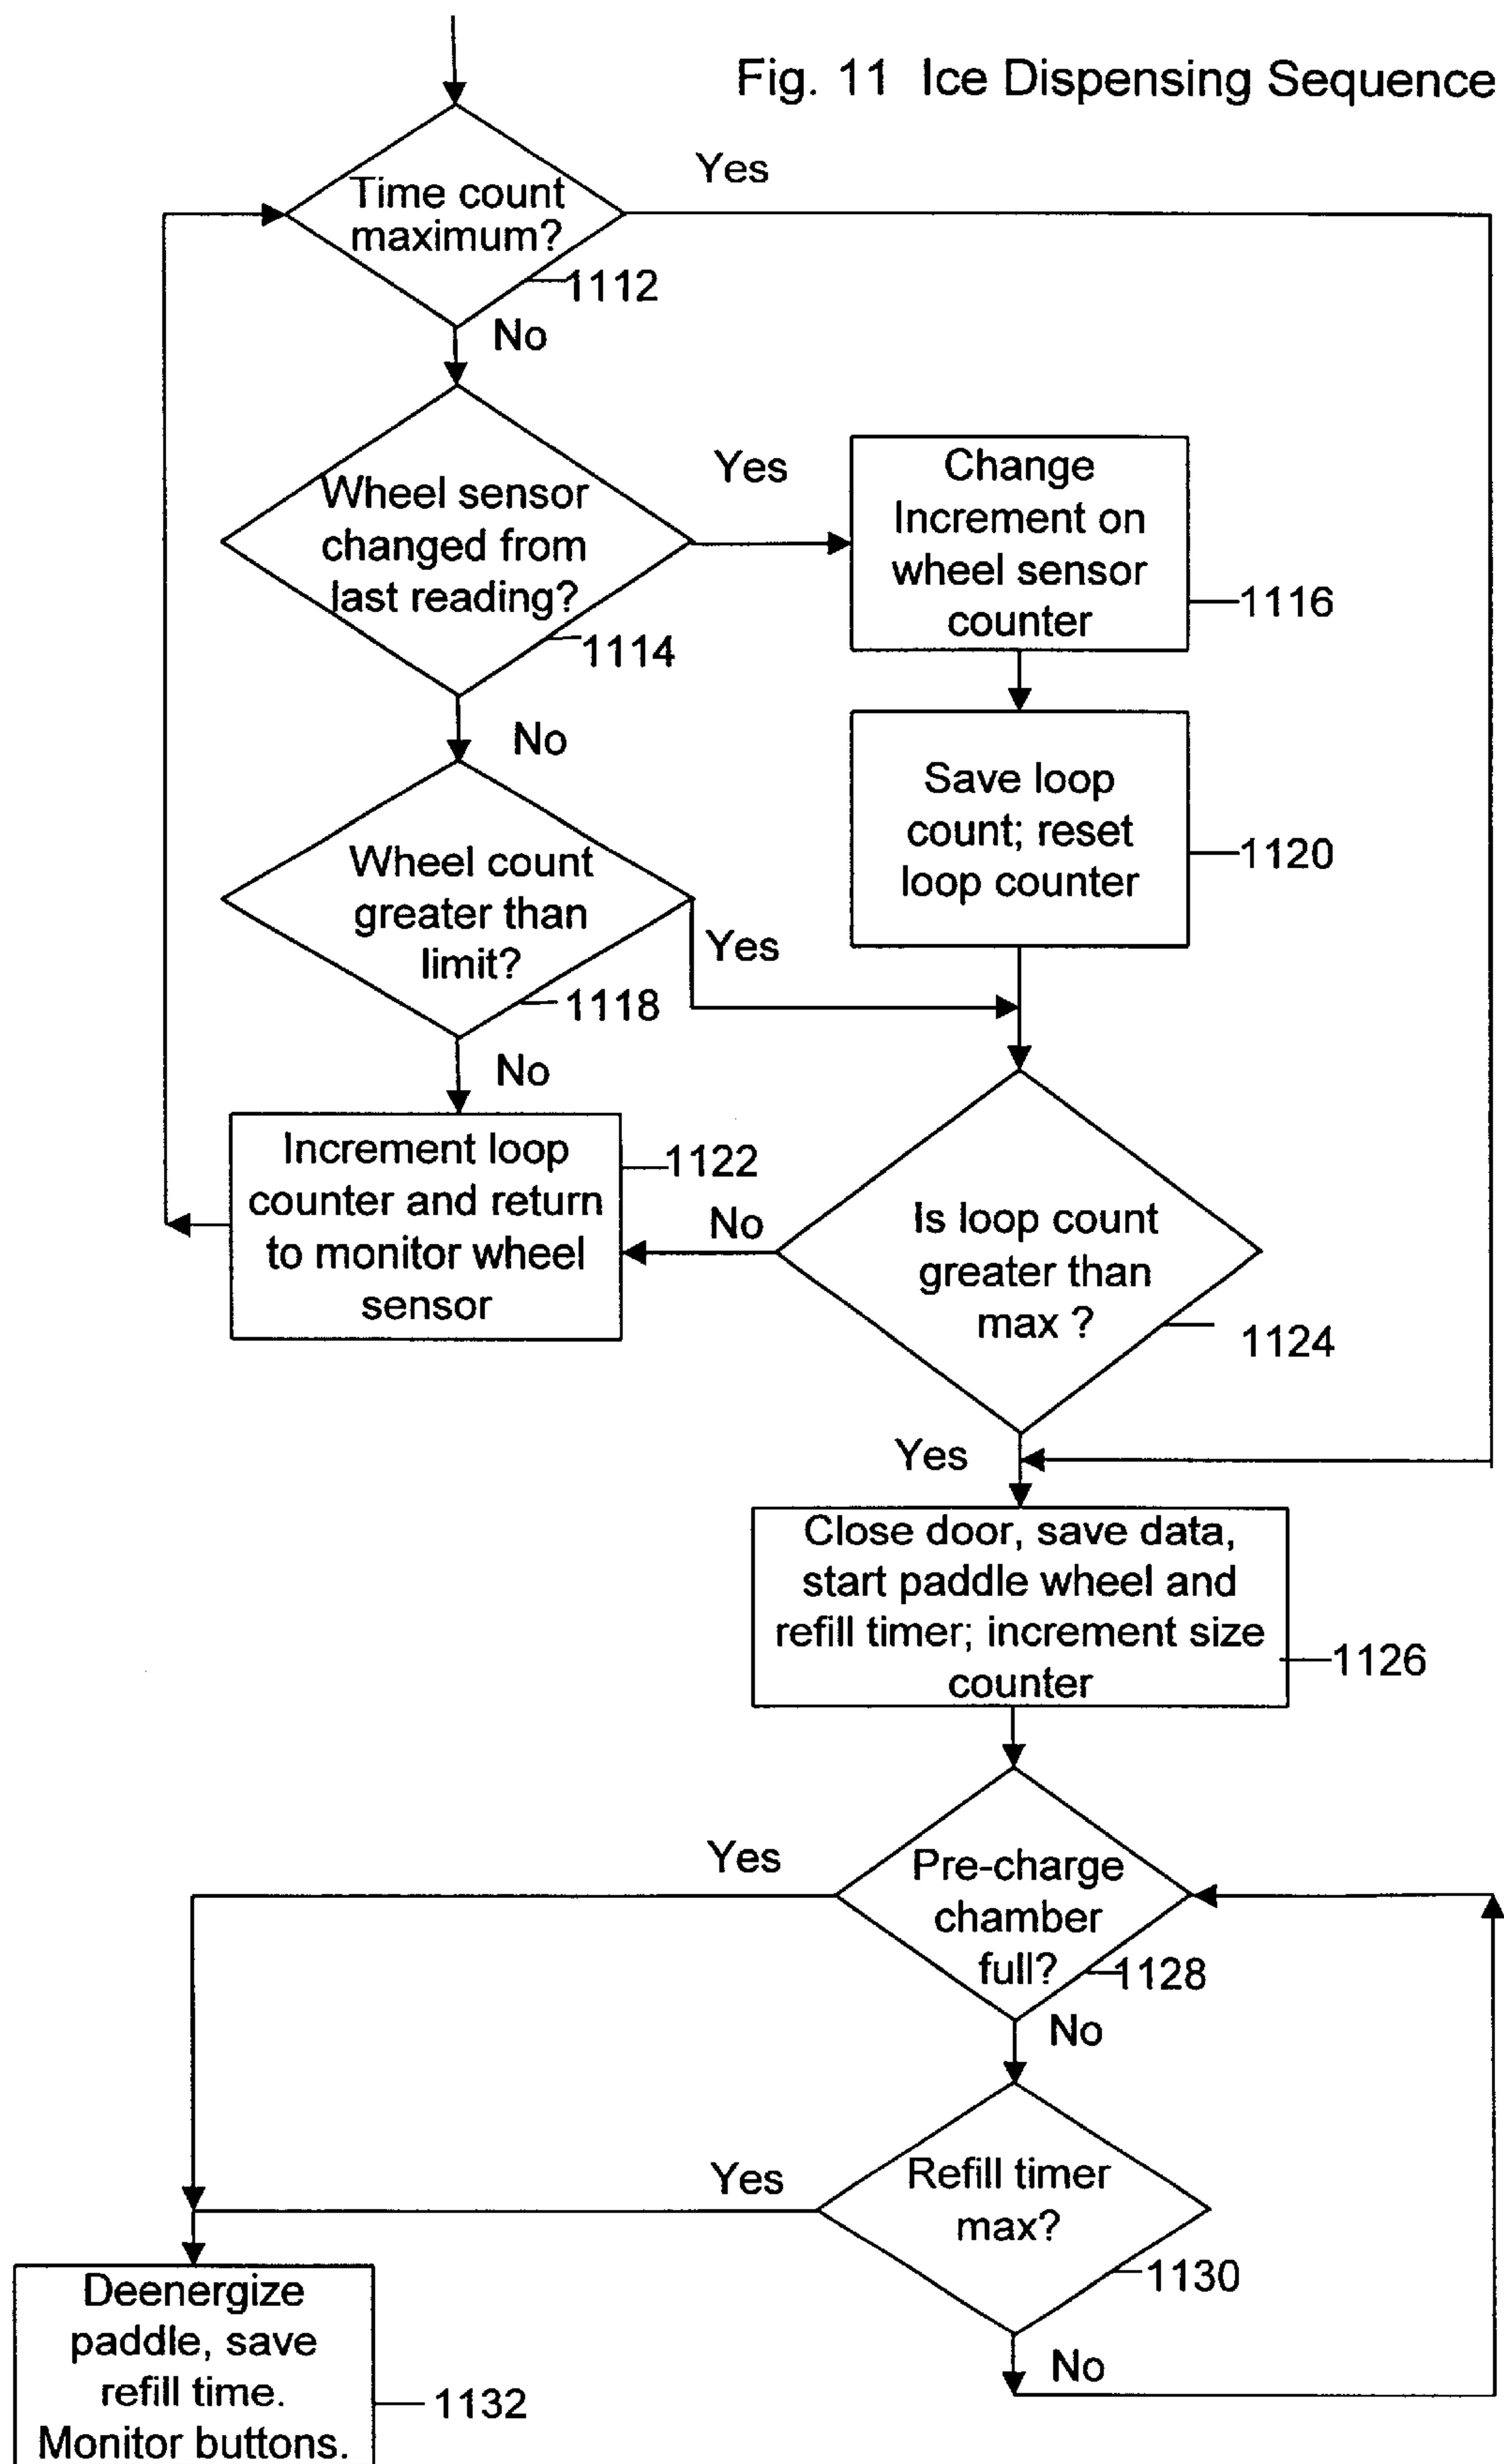 Fig. 11 Ice Dispensing Sequence
Time count
maximum?
Yes
1112
No
Wheel sensor
changed from
last reading?
Yes
1114
Change
Increment on
wheel sensor
counter
1116
No
Save loop
count; reset
loop counter
1120
Wheel count
greater than
limit?
Yes
1118
No
Increment loop
counter and return
to monitor wheel
sensor
1122
No
Is loop count
greater than
max ?
1124
Yes
Close door, save data,
start paddle wheel and
refill timer; increment size
counter
1126
Yes
Pre-charge
chamber
full?
1128
No
Yes
Refill timer
max?
1130
No
Deenergize
paddle, save
refill time.
Monitor buttons.
1132